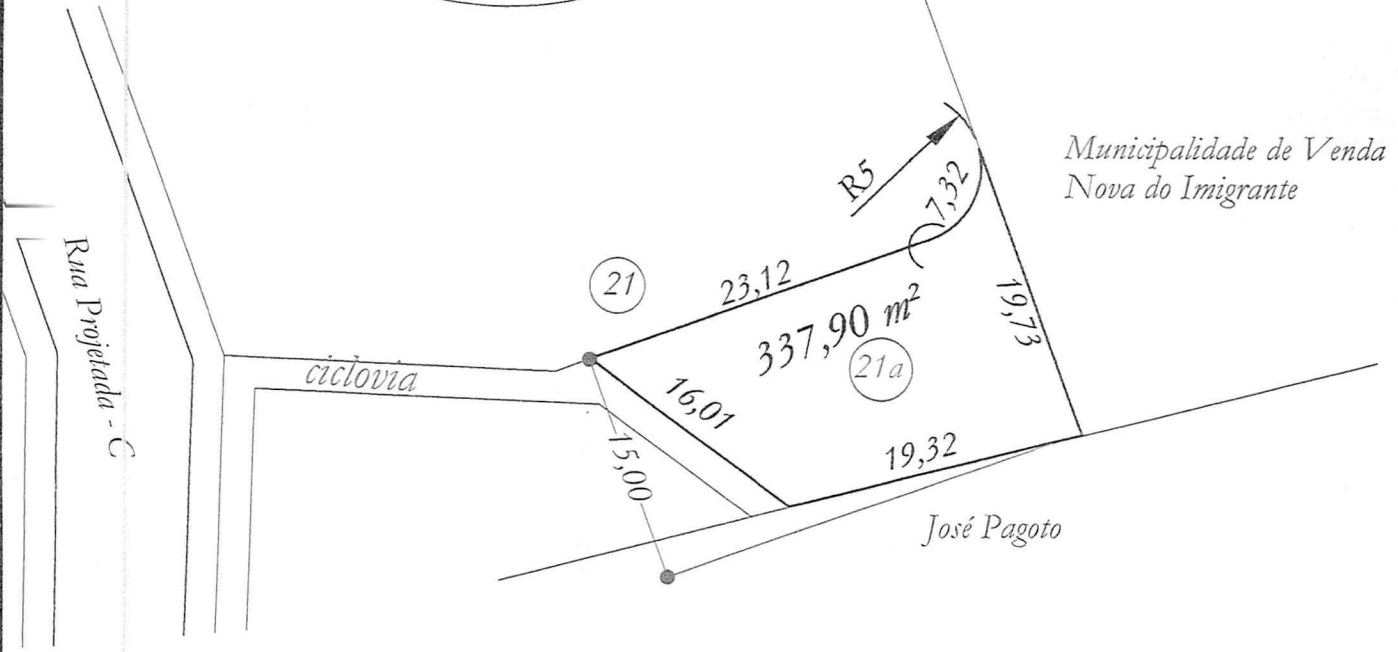 Municipalidade de Venda
Nova do Imigrante
R5
7,32
21
23,12
337,90 m²
21a
19,73
Rua Projetada - C
ciclovia
16,01
15,00
19,32
José Pagoto